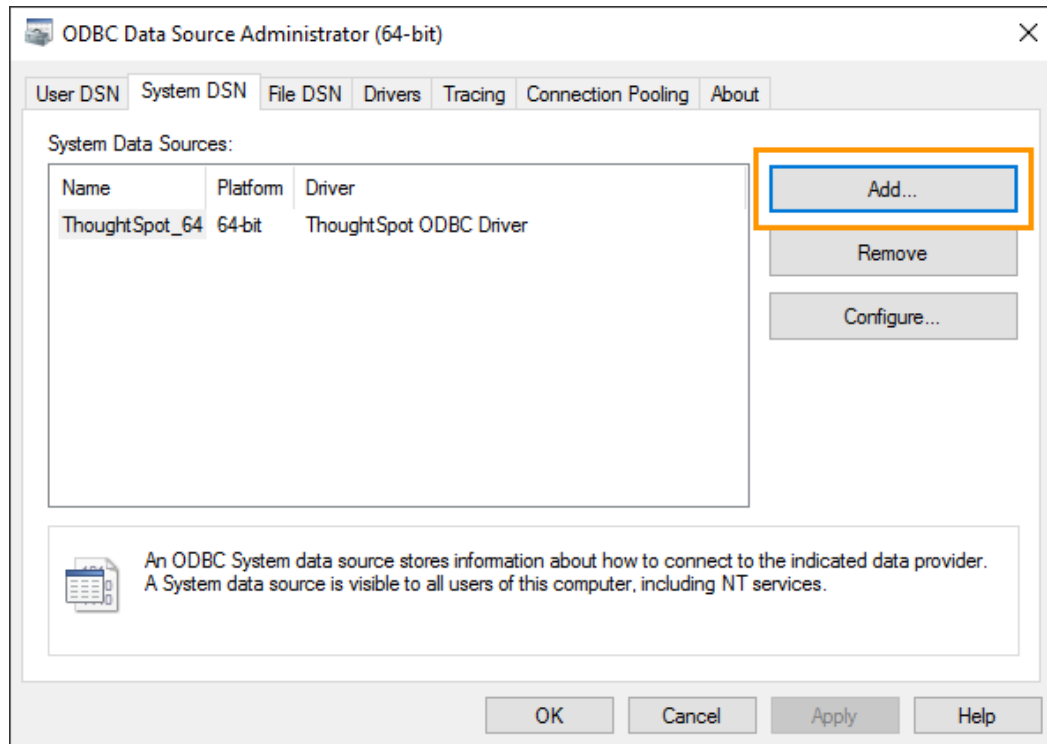 ODBC Data Source Administrator (64-bit)
User DSN System DSN File DSN Drivers Tracing Connection Pooling About
System Data Sources:
Name Platform Driver
ThoughtSpot_64 64-bit ThoughtSpot ODBC Driver
Add...
Remove
Configure...
An ODBC System data source stores information about how to connect to the indicated data provider.
A System data source is visible to all users of this computer, including NT services.
OK Cancel Apply Help